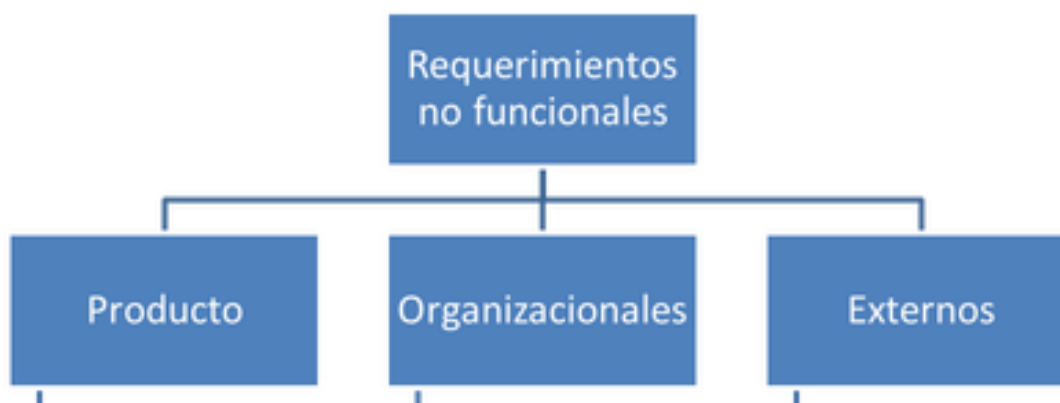 Requerimientos
no funcionales
Producto
Organizacionales
Externos